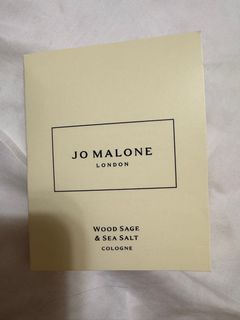 JO MALONE
LONDON
WOOD SAGE
& SEA SALT
COLOGNE